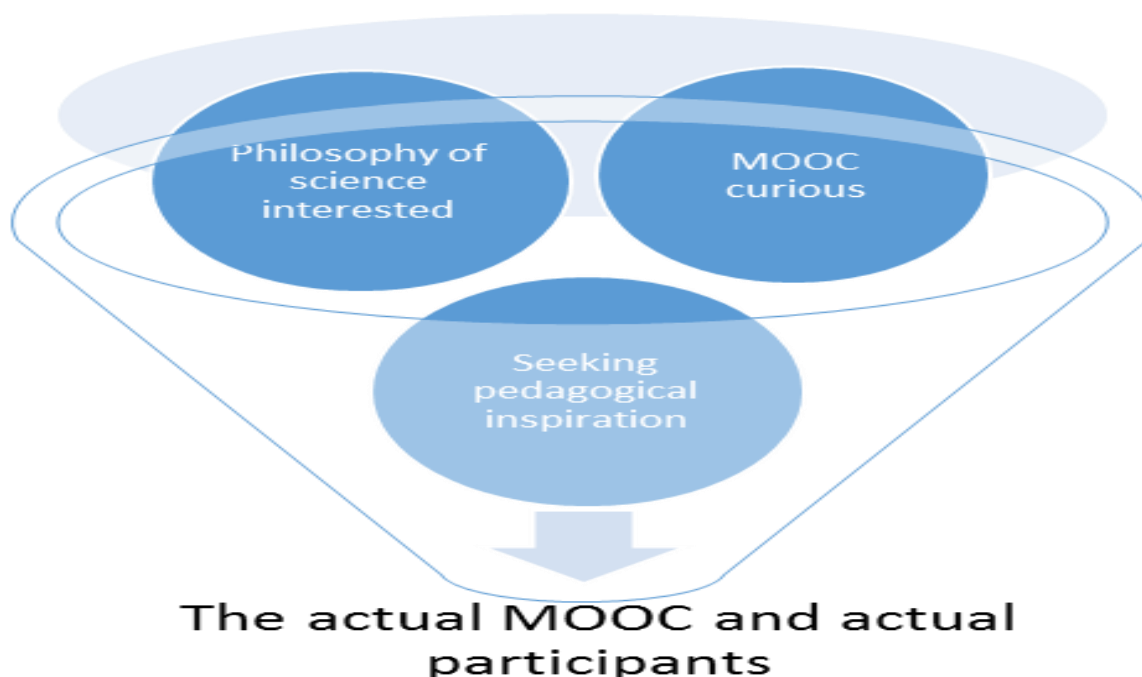 Philosophy of
science
interested
MOOC
curious
Seeking
pedagogical
inspiration
The actual MOOC and actual
participants